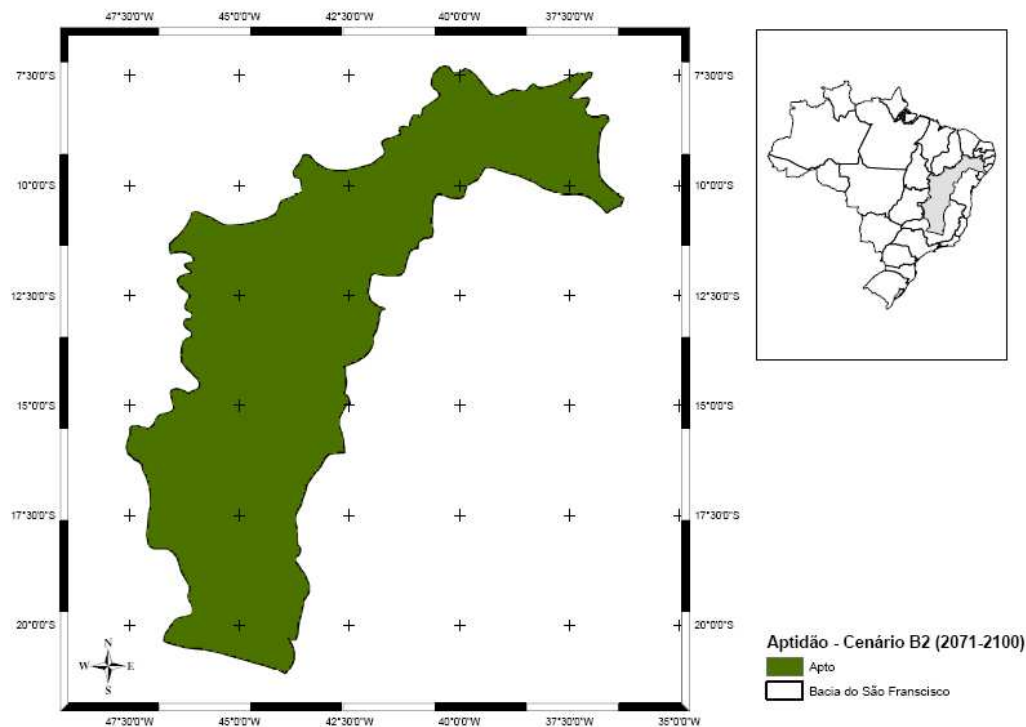 47°30'0"W 45°0'0"W 42°30'0"W 40°0'0"W 37°30'0"W
7°30'0"S 7°30'0"S
10°0'0"S 10°0'0"S
12°30'0"S 12°30'0"S
15°0'0"S 15°0'0"S
17°30'0"S 17°30'0"S
20°0'0"S 20°0'0"S
N
W E
S
47°30'0"W 45°0'0"W 42°30'0"W 40°0'0"W 37°30'0"W 35°0'0"W
Aptidão - Cenário B2 (2071-2100)
Apto
Bacia do São Franscisco